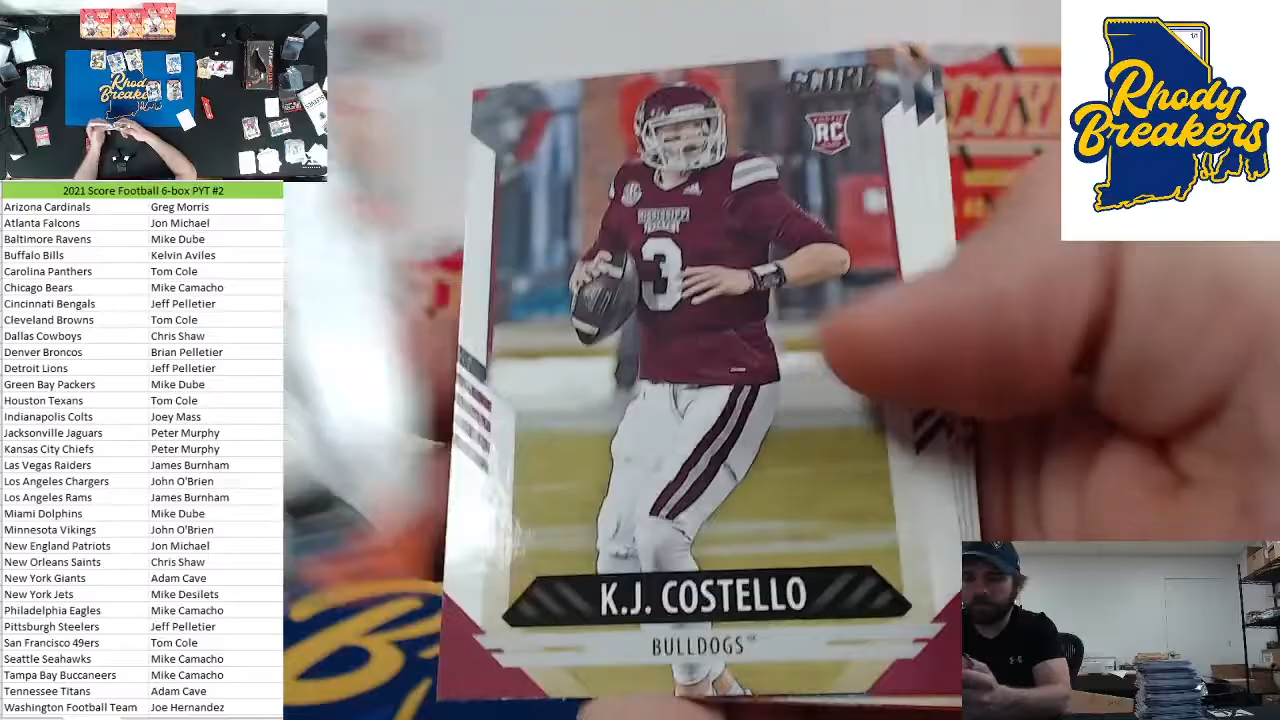 2021 Score Football 6-box PYT #2
Arizona Cardinals Greg Morris
Atlanta Falcons Jon Michael
Baltimore Ravens Mike Dube
Buffalo Bills Kelvin Aviles
Carolina Panthers Tom Cole
Chicago Bears Mike Camacho
Cincinnati Bengals Jeff Pelletier
Cleveland Browns Tom Cole
Dallas Cowboys Chris Shaw
Denver Broncos Brian Pelletier
Detroit Lions Jeff Pelletier
Green Bay Packers Mike Dube
Houston Texans Tom Cole
Indianapolis Colts Joey Mass
Jacksonville Jaguars Peter Murphy
Kansas City Chiefs Peter Murphy
Las Vegas Raiders James Burnham
Los Angeles Chargers John O'Brien
Los Angeles Rams James Burnham
Miami Dolphins Mike Dube
Minnesota Vikings John O'Brien
New England Patriots Jon Michael
New Orleans Saints Chris Shaw
New York Giants Adam Cave
New York Jets Mike Desilets
Philadelphia Eagles Mike Camacho
Pittsburgh Steelers Jeff Pelletier
San Francisco 49ers Tom Cole
Seattle Seahawks Mike Camacho
Tampa Bay Buccaneers Mike Camacho
Tennessee Titans Adam Cave
Washington Football Team Joe Hernandez
Rhody
Breakers
SCORE
RC
MISSISSIPPI
STATE
3
K.J. COSTELLO
BULLDOGS
SCORE
1/1
Rhody
Breakers